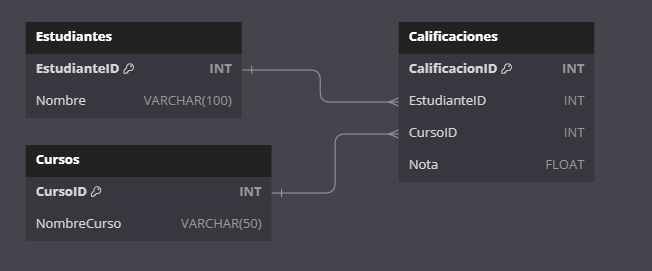 Estudiantes
EstudianteID INT
Nombre VARCHAR(100)
Cursos
CursoID INT
NombreCurso VARCHAR(50)
Calificaciones
CalificacionID INT
EstudianteID INT
CursoID INT
Nota FLOAT